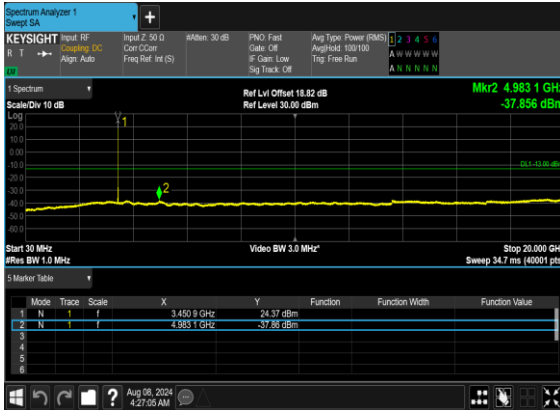 Spectrum Analyzer 1
Swept SA
+
KEYSIGHT
R T
LXI
Input: RF
Coupling: DC
Align: Auto
Input Z: 50 Ω
Corr CCorr
Freq Ref: Int (S)
#Atten: 30 dB
PNO: Fast
Gate: Off
IF Gain: Low
Sig Track: Off
Avg Type: Power (RMS)
Avg|Hold: 100/100
Trig: Free Run
1 2 3 4 5 6
A W W W W W
A N N N N N
1 Spectrum
Scale/Div 10 dB
Log
Ref Lvl Offset 18.82 dB
Ref Level 30.00 dBm
Mkr2 4.983 1 GHz
-37.856 dBm
20.0
10.0
0.00
-10.0
-20.0
-30.0
-40.0
-50.0
-60.0
1
2
DL1 -13.00 dBm
Start 30 MHz
#Res BW 1.0 MHz
Video BW 3.0 MHz*
Stop 20.000 GH
Sweep 34.7 ms (40001 pts
5 Marker Table
Mode Trace Scale X Y Function Function Width Function Value
1 N 1 f 3.450 9 GHz 24.37 dBm
2 N 1 f 4.983 1 GHz -37.86 dBm
3
4
5
6
?
Aug 08, 2024
4:27:05 AM